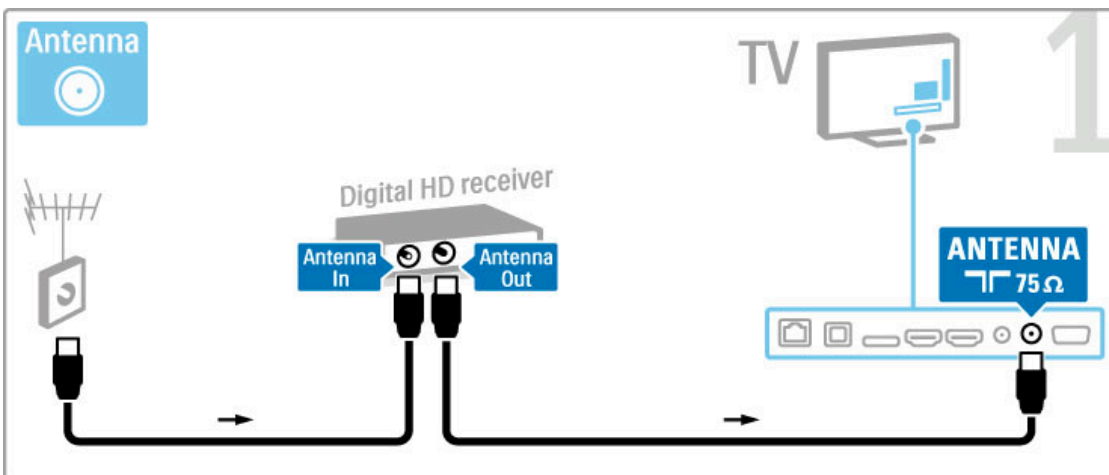 Antenna
TV
1
Digital HD receiver
Antenna
In
Antenna
Out
ANTENNA
75 Ω